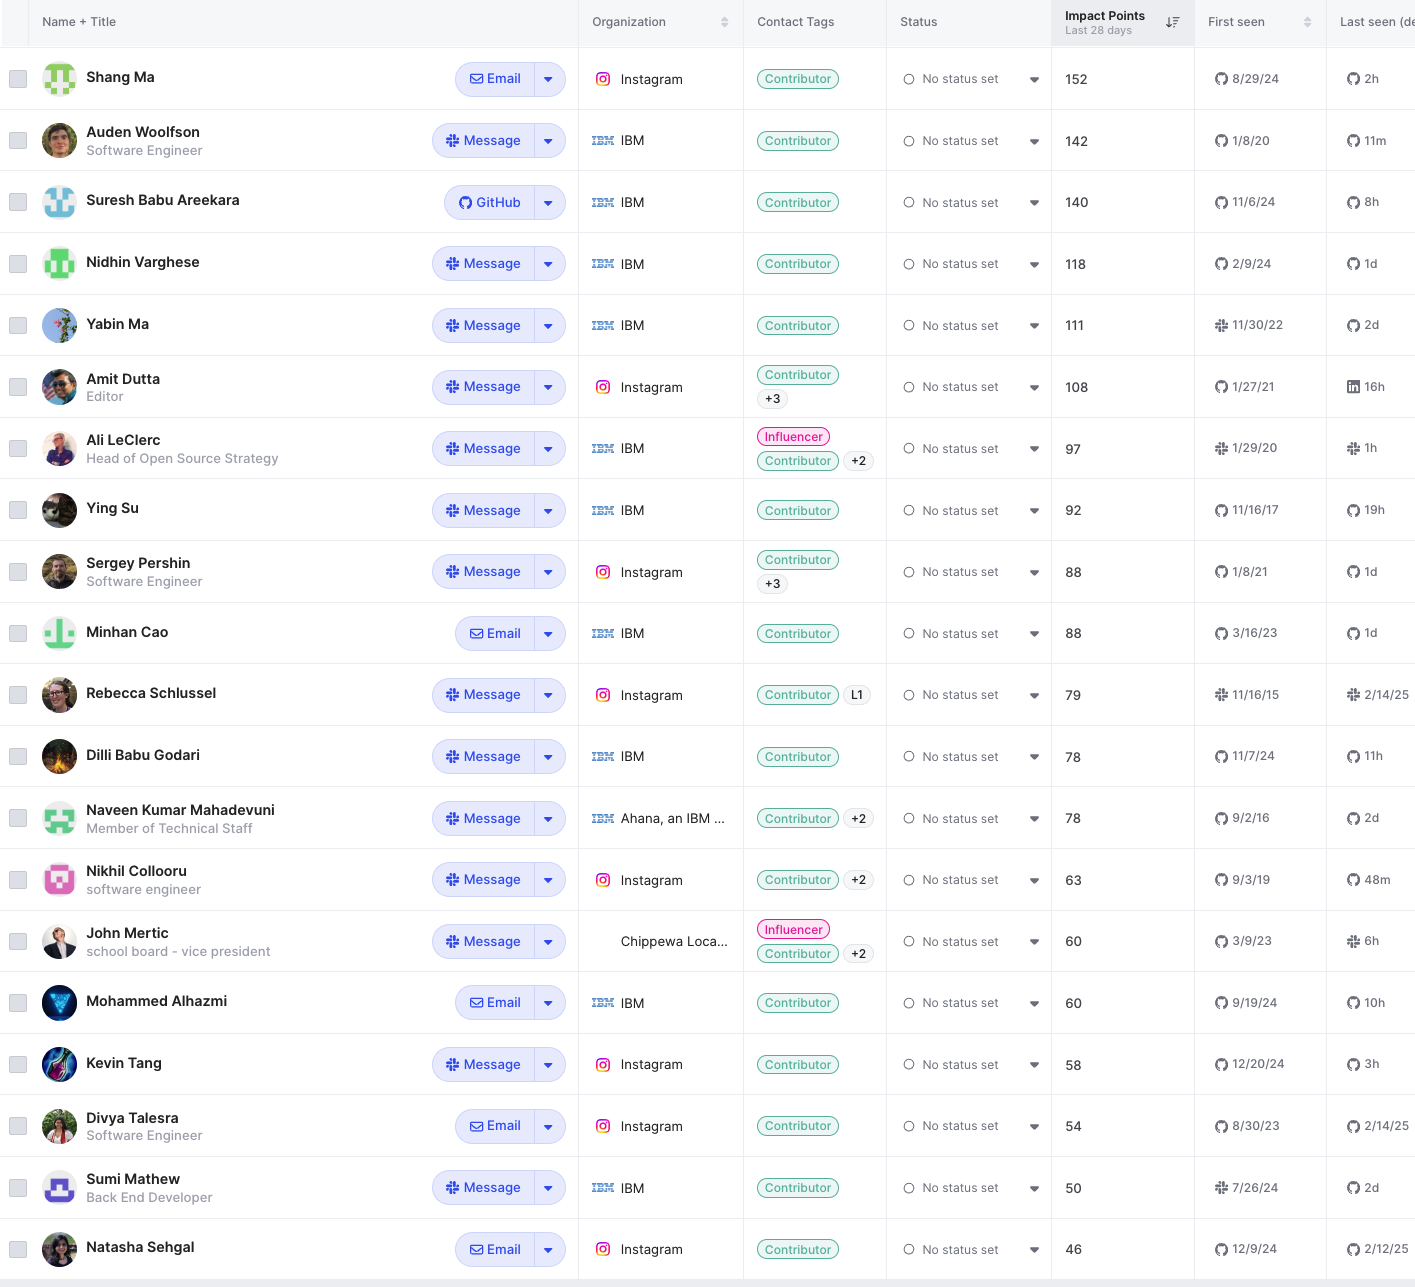 Name + Title Organization Contact Tags Status Impact Points Last 28 days First seen Last seen (de
Shang Ma Email Instagram Contributor No status set 152 8/29/24 2h
Auden Woolfson Software Engineer Message IBM IBM Contributor No status set 142 1/8/20 11m
Suresh Babu Areekara GitHub IBM IBM Contributor No status set 140 11/6/24 8h
Nidhin Varghese Message IBM IBM Contributor No status set 118 2/9/24 1d
Yabin Ma Message IBM IBM Contributor No status set 111 11/30/22 2d
Amit Dutta Editor Message Instagram Contributor +3 No status set 108 1/27/21 in 16h
Ali LeClerc Head of Open Source Strategy Message IBM IBM Influencer Contributor +2 No status set 97 1/29/20 1h
Ying Su Message IBM IBM Contributor No status set 92 11/16/17 19h
Sergey Pershin Software Engineer Message Instagram Contributor +3 No status set 88 1/8/21 1d
Minhan Cao Email IBM IBM Contributor No status set 88 3/16/23 1d
Rebecca Schlussel Message Instagram Contributor L1 No status set 79 11/16/15 2/14/25
Dilli Babu Godari Message IBM IBM Contributor No status set 78 11/7/24 11h
Naveen Kumar Mahadevuni Member of Technical Staff Message IBM Ahana, an IBM ... Contributor +2 No status set 78 9/2/16 2d
Nikhil Collooru software engineer Message Instagram Contributor +2 No status set 63 9/3/19 48m
John Mertic school board - vice president Message Chippewa Loca... Influencer Contributor +2 No status set 60 3/9/23 6h
Mohammed Alhazmi Email IBM IBM Contributor No status set 60 9/19/24 10h
Kevin Tang Message Instagram Contributor No status set 58 12/20/24 3h
Divya Talesra Software Engineer Email Instagram Contributor No status set 54 8/30/23 2/14/25
Sumi Mathew Back End Developer Message IBM IBM Contributor No status set 50 7/26/24 2d
Natasha Sehgal Email Instagram Contributor No status set 46 12/9/24 2/12/25